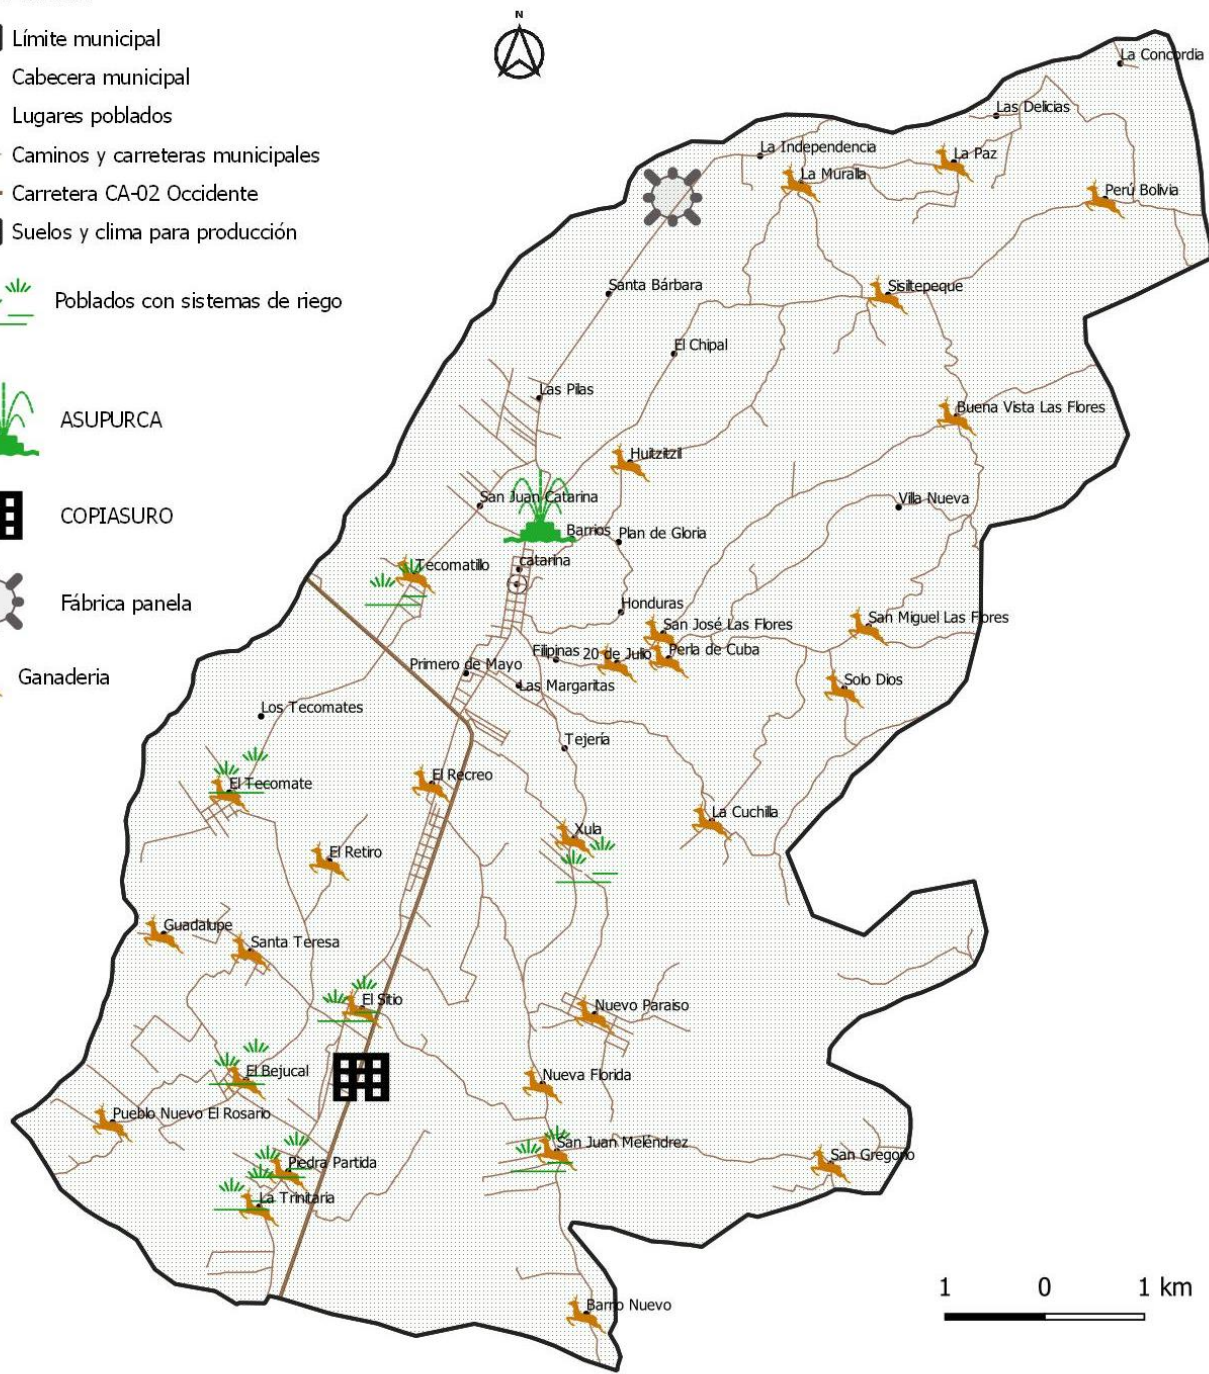 N
Límite municipal
Cabecera municipal
Lugares poblados
Caminos y carreteras municipales
Carretera CA-02 Occidente
Suelos y clima para producción
Poblados con sistemas de riego
ASUPURCA
COPIASURO
Fábrica panela
Ganaderia
La Concordia
Las Delicias
La Independencia
La Paz
La Muralla
Perú Bolivia
Santa Bárbara
Sisiltepeque
El Chipal
Las Pilas
Buena Vista Las Flores
Huitzitzil
San Juan Catarina
Villa Nueva
Barrios
Plan de Gloria
Tecomatillo
catarina
Honduras
San José Las Flores
San Miguel Las Flores
Filipinas
20 de Julio
Perla de Cuba
Primero de Mayo
Las Margaritas
Solo Dios
Los Tecomates
Tejería
El Recreo
El Tecomate
La Cuchilla
Xula
El Retiro
Guadalupe
Santa Teresa
El Sitio
Nuevo Paraiso
El Bejucal
Nueva Florida
Pueblo Nuevo El Rosario
San Juan Meléndrez
San Gregorio
Piedra Partida
La Trinitaria
Barro Nuevo
1 0 1 km